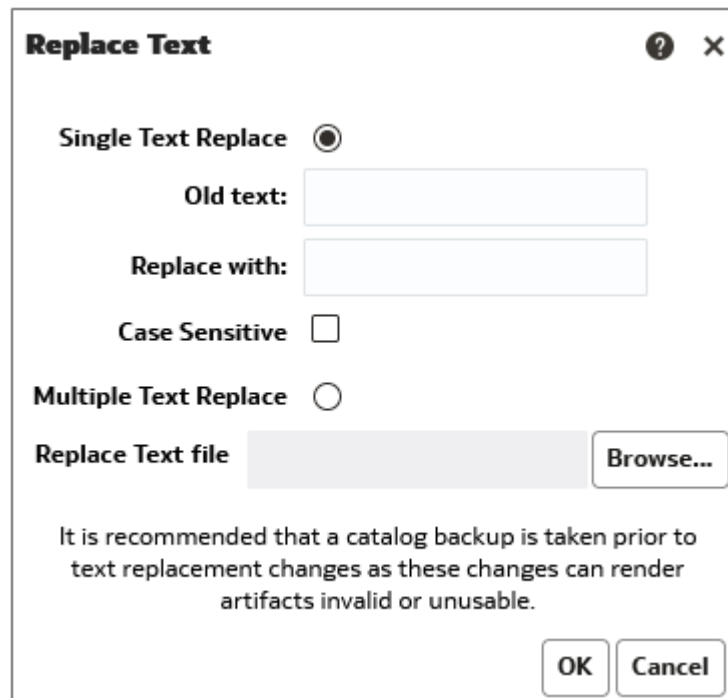 Replace Text
Single Text Replace
Old text:
Replace with:
Case Sensitive
Multiple Text Replace
Replace Text file
Browse...
It is recommended that a catalog backup is taken prior to
text replacement changes as these changes can render
artifacts invalid or unusable.
OK
Cancel